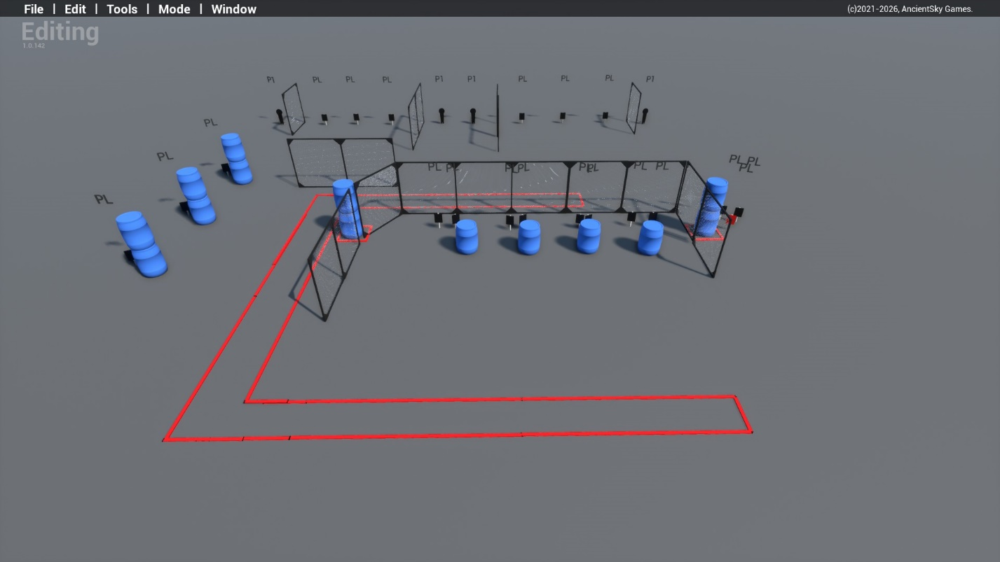 File | Edit | Tools | Mode | Window
(c)2021-2026, AncientSky Games.
Editing
1.0.142
P1 PL PL PL P1 P1 PL PL PL P1
PL
PL
PL PL PL
PL PL PL PL PL PL PL PL
PL